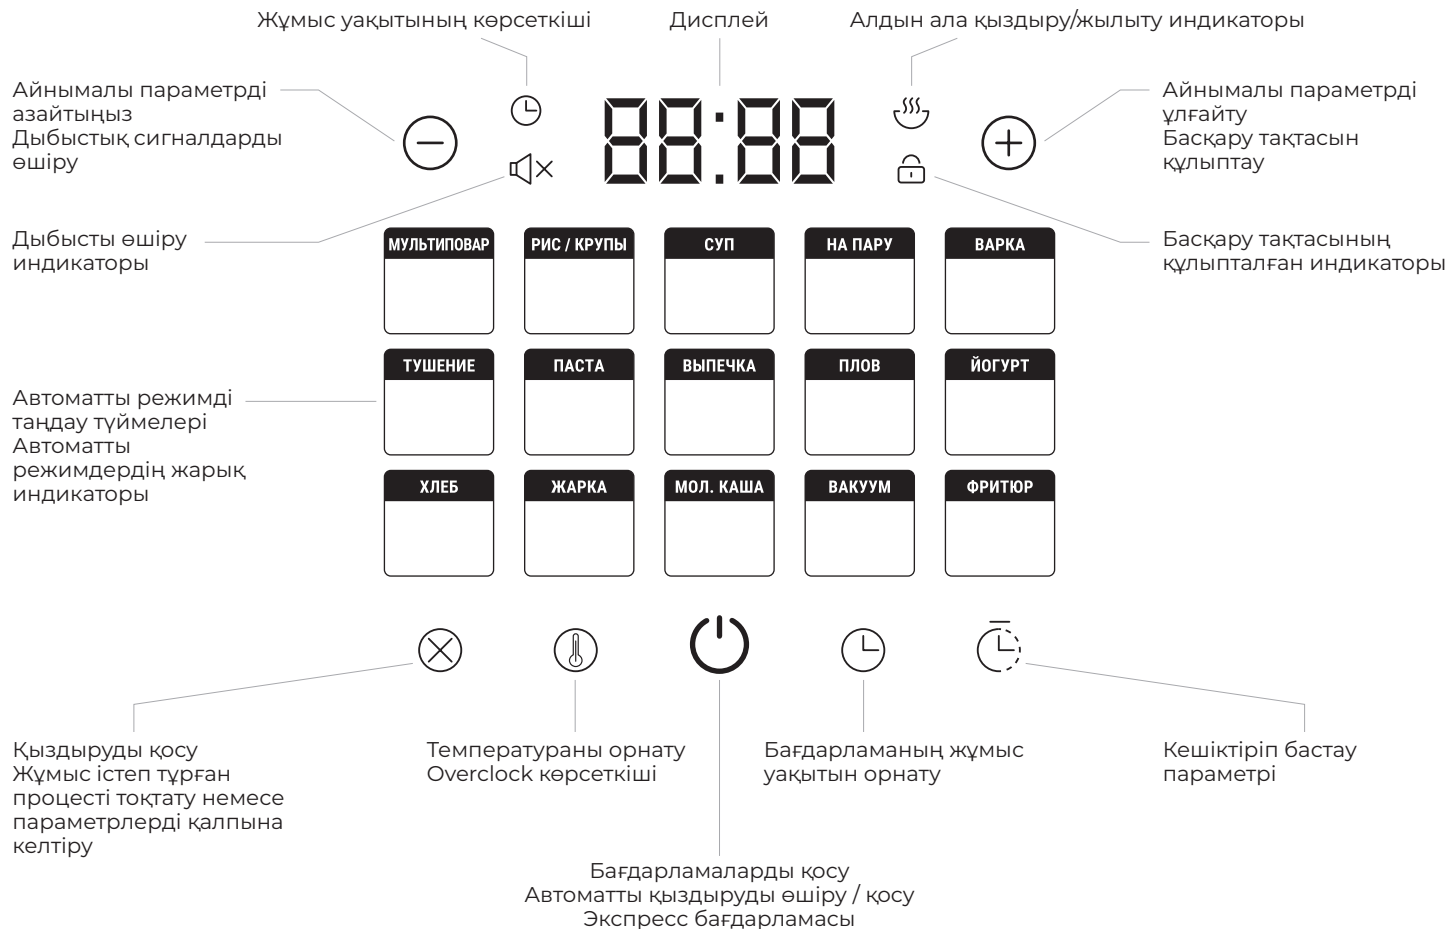 Жұмыс уақытының көрсеткіші
Дисплей
Алдын ала қыздыру/жылыту индикаторы
Айнымалы параметрді
азайтыңыз
Дыбыстық сигналдарды
өшіру
88:88
Айнымалы параметрді
ұлғайту
Басқару тақтасын
құлыптау
Дыбысты өшіру
индикаторы
Басқару тақтасының
құлыпталған индикаторы
МУЛЬТИПОВАР
РИС / КРУПЫ
СУП
НА ПАРУ
ВАРКА
ТУШЕНИЕ
ПАСТА
ВЫПЕЧКА
ПЛОВ
ЙОГУРТ
Автоматты режимді
таңдау түймелері
Автоматты
режимдердің жарық
индикаторы
ХЛЕБ
ЖАРКА
МОЛ. КАША
ВАКУУМ
ФРИТЮР
Қыздыруды қосу
Жұмыс істеп тұрған
процесті тоқтату немесе
параметрлерді қалпына
келтіру
Температураны орнату
Overclock көрсеткіші
Бағдарламаның жұмыс
уақытын орнату
Кешіктіріп бастау
параметрі
Бағдарламаларды қосу
Автоматты қыздыруды өшіру / қосу
Экспресс бағдарламасы